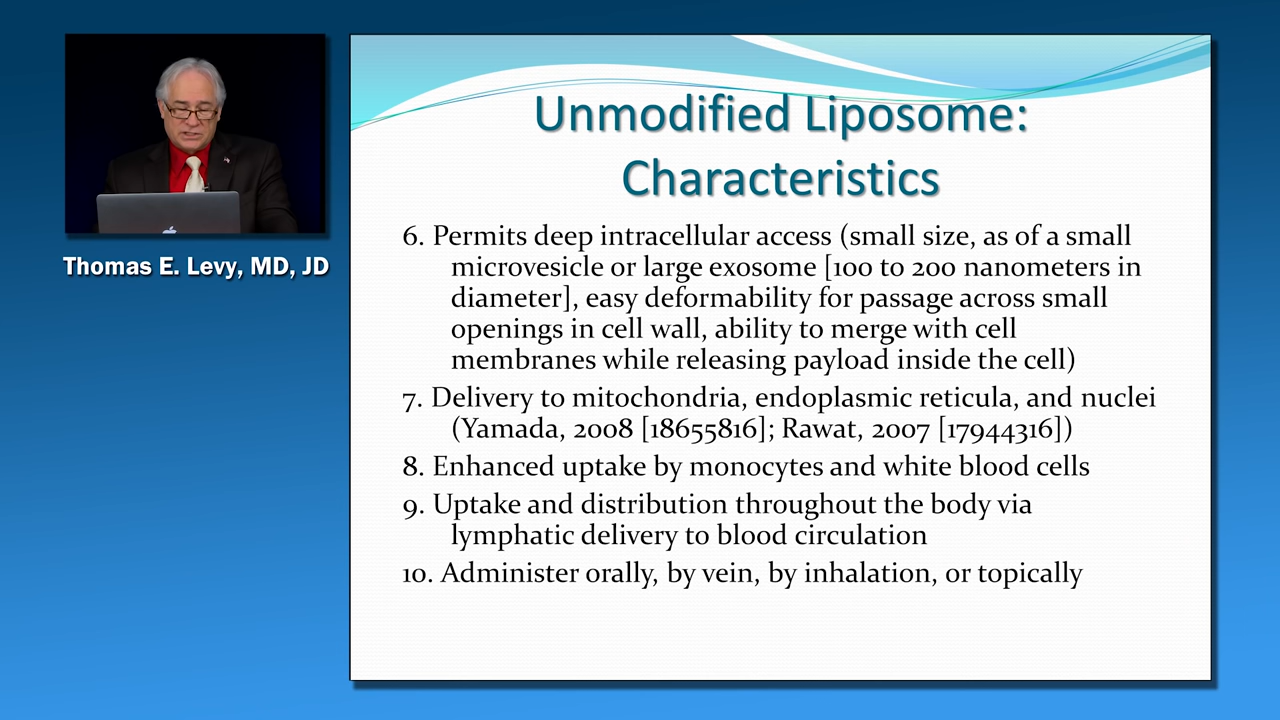 Thomas E. Levy, MD, JD
Unmodified Liposome:
Characteristics
6. Permits deep intracellular access (small size, as of a small
microvesicle or large exosome [100 to 200 nanometers in
diameter], easy deformability for passage across small
openings in cell wall, ability to merge with cell
membranes while releasing payload inside the cell)
7. Delivery to mitochondria, endoplasmic reticula, and nuclei
(Yamada, 2008 [18655816]; Rawat, 2007 [17944316])
8. Enhanced uptake by monocytes and white blood cells
9. Uptake and distribution throughout the body via
lymphatic delivery to blood circulation
10. Administer orally, by vein, by inhalation, or topically